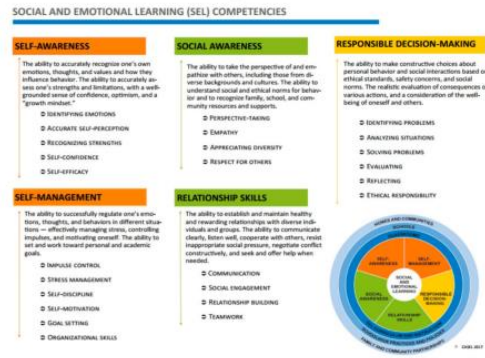 SOCIAL AND EMOTIONAL LEARNING (SEL) COMPETENCIES
SELF-AWARENESS
The ability to accurately recognize one's own
emotions, thoughts, and values and how they
influence behavior. The ability to accurately as-
sess one's strengths and limitations, with a well-
grounded sense of confidence, optimism, and a
"growth mindset."
IDENTIFYING EMOTIONS
ACCURATE SELF-PERCEPTION
RECOGNIZING STRENGTHS
SELF-CONFIDENCE
SELF-EFFICACY
SELF-MANAGEMENT
The ability to successfully regulate one's emo-
tions, thoughts, and behaviors in different situa-
tions — effectively managing stress, controlling
impulses, and motivating oneself. The ability to
set and work toward personal and academic
goals.
IMPULSE CONTROL
STRESS MANAGEMENT
SELF-DISCIPLINE
SELF-MOTIVATION
GOAL SETTING
ORGANIZATIONAL SKILLS
SOCIAL AWARENESS
The ability to take the perspective of and em-
pathize with others, including those from di-
verse backgrounds and cultures. The ability to
understand social and ethical norms for behav-
ior and to recognize family, school, and com-
munity resources and supports.
PERSPECTIVE-TAKING
EMPATHY
APPRECIATING DIVERSITY
RESPECT FOR OTHERS
RELATIONSHIP SKILLS
The ability to establish and maintain healthy
and rewarding relationships with diverse indi-
viduals and groups. The ability to communicate
clearly, listen well, cooperate with others, resist
inappropriate social pressure, negotiate conflict
constructively, and seek and offer help when
needed.
COMMUNICATION
SOCIAL ENGAGEMENT
RELATIONSHIP BUILDING
TEAMWORK
RESPONSIBLE DECISION-MAKING
The ability to make constructive choices about
personal behavior and social interactions based o
ethical standards, safety concerns, and social
norms. The realistic evaluation of consequences o
various actions, and a consideration of the well-
being of oneself and others.
IDENTIFYING PROBLEMS
ANALYZING SITUATIONS
SOLVING PROBLEMS
EVALUATING
REFLECTING
ETHICAL RESPONSIBILITY
HOMES AND COMMUNITIES
SCHOOLS
SELF-
AWARENESS
SELF-
MANAGEMENT
SOCIAL
AWARENESS
SOCIAL
AND
EMOTIONAL
LEARNING
RESPONSIBLE
DECISION-
MAKING
RELATIONSHIP
SKILLS
FAMILY AND COMMUNITY PARTNERSHIPS
© CASEL 2017